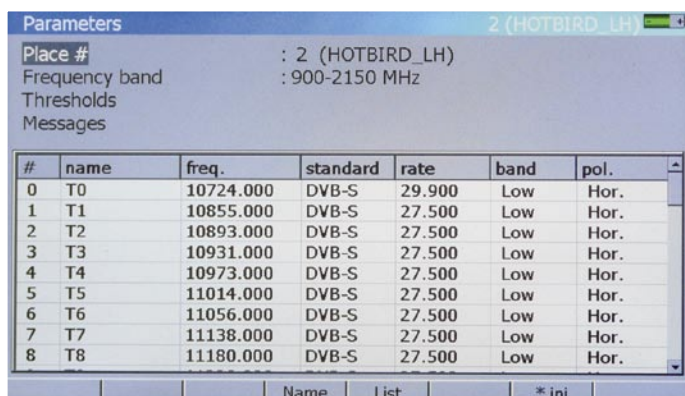 Parameters 2 (HOTBIRD_LH)
Place # : 2 (HOTBIRD_LH)
Frequency band : 900-2150 MHz
Thresholds
Messages
# name freq. standard rate band pol.
0 T0 10724.000 DVB-S 29.900 Low Hor.
1 T1 10855.000 DVB-S 27.500 Low Hor.
2 T2 10893.000 DVB-S 27.500 Low Hor.
3 T3 10931.000 DVB-S 27.500 Low Hor.
4 T4 10973.000 DVB-S 27.500 Low Hor.
5 T5 11014.000 DVB-S 27.500 Low Hor.
6 T6 11056.000 DVB-S 27.500 Low Hor.
7 T7 11138.000 DVB-S 27.500 Low Hor.
8 T8 11180.000 DVB-S 27.500 Low Hor.
Name List *.ini